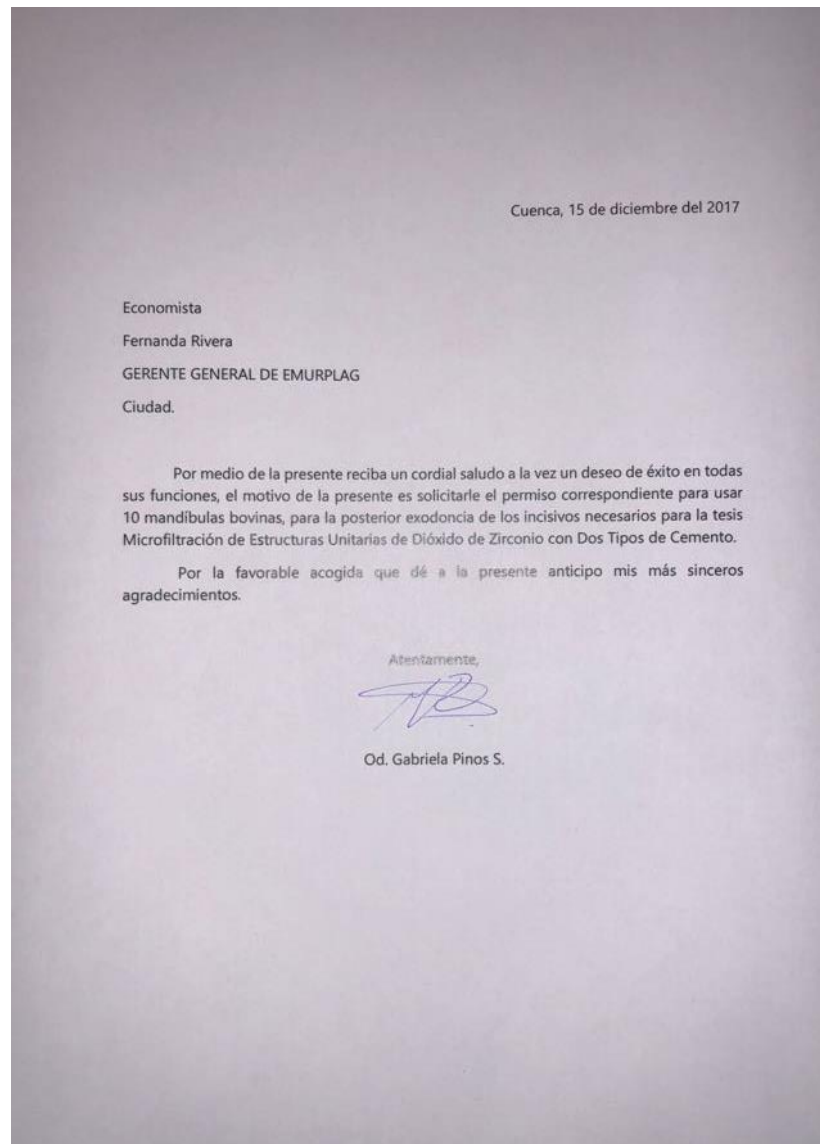 Cuenca, 15 de diciembre del 2017
Economista
Fernanda Rivera
GERENTE GENERAL DE EMURPLAG
Ciudad.
Por medio de la presente reciba un cordial saludo a la vez un deseo de éxito en todas
sus funciones, el motivo de la presente es solicitarle el permiso correspondiente para usar
10 mandíbulas bovinas, para la posterior exodoncia de los incisivos necesarios para la tesis
Microfiltración de Estructuras Unitarias de Dióxido de Zirconio con Dos Tipos de Cemento.
Por la favorable acogida que dé a la presente anticipo mis más sinceros
agradecimientos.
Atentamente,
Od. Gabriela Pinos S.